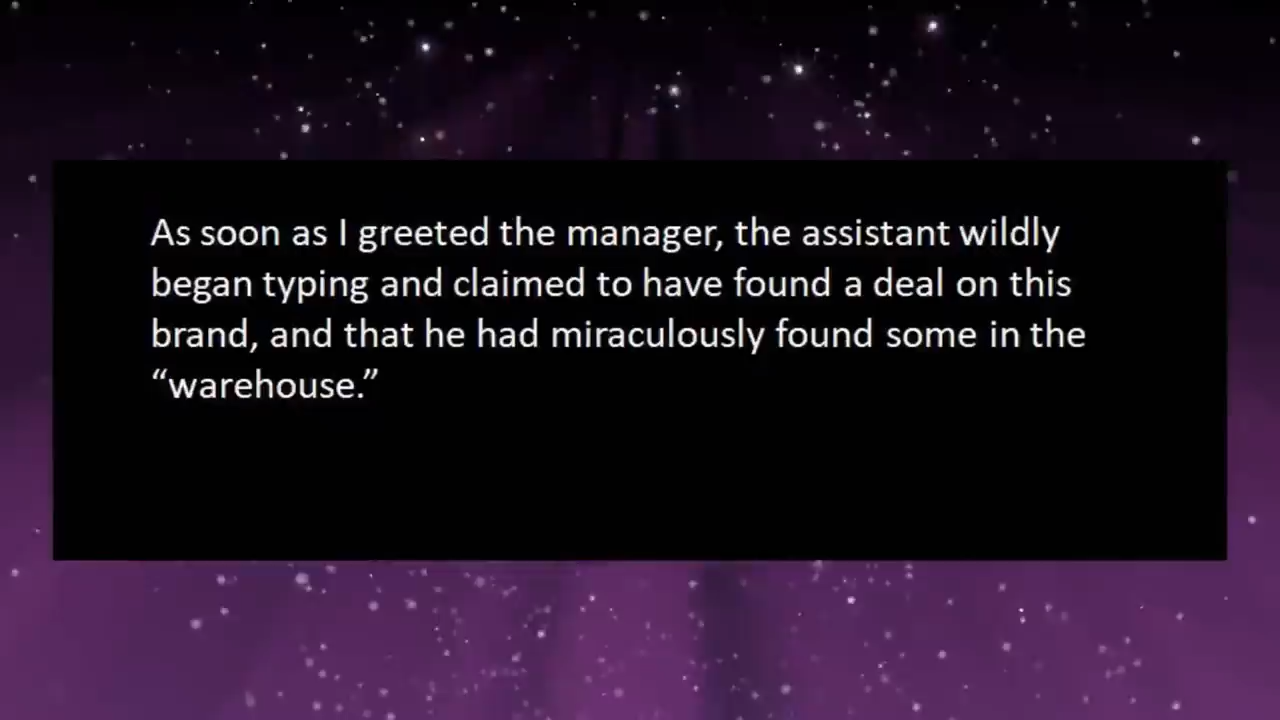 As soon as I greeted the manager, the assistant wildly
began typing and claimed to have found a deal on this
brand, and that he had miraculously found some in the
“warehouse.”